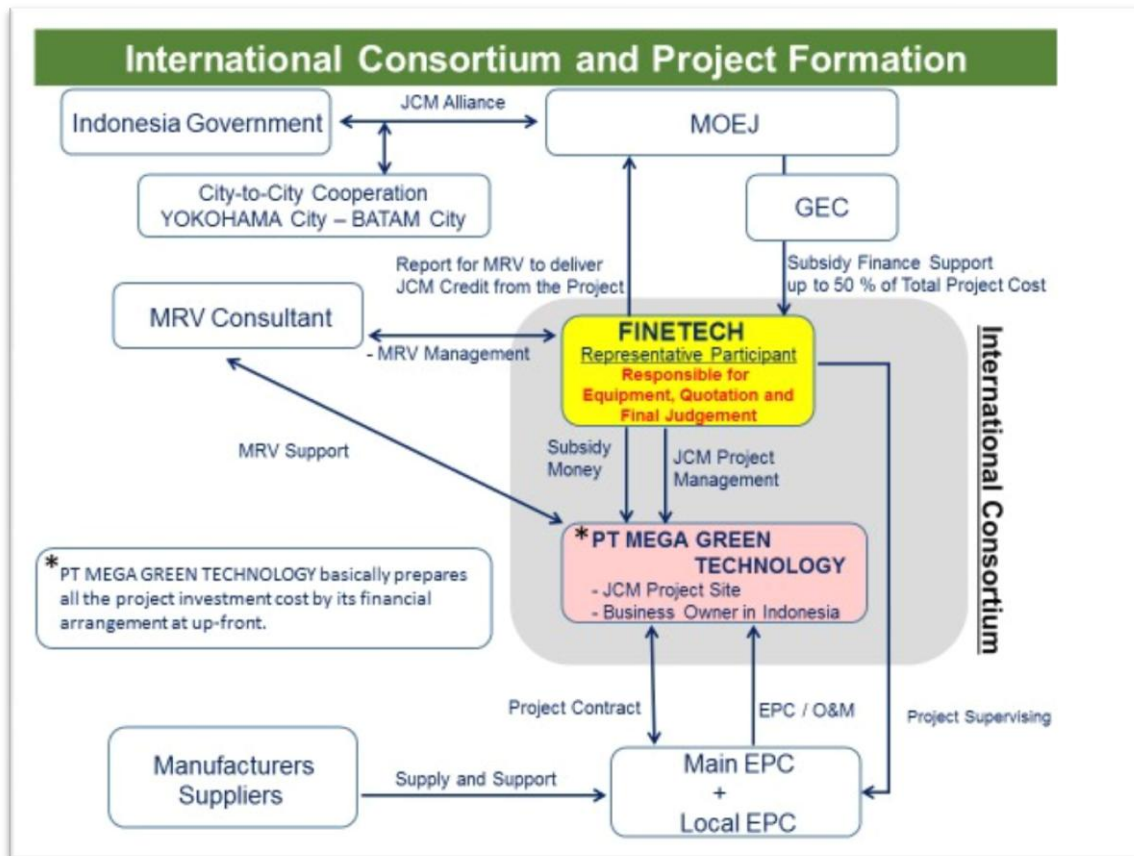 International Consortium and Project Formation
Indonesia Government
JCM Alliance
MOEJ
City-to-City Cooperation
YOKOHAMA City – BATAM City
GEC
Report for MRV to deliver
JCM Credit from the Project
Subsidy Finance Support
up to 50 % of Total Project Cost
MRV Consultant
- MRV Management
FINETECH
Representative Participant
Responsible for
Equipment, Quotation and
Final Judgement
International Consortium
MRV Support
Subsidy
Money
JCM Project
Management
*PT MEGA GREEN
TECHNOLOGY
- JCM Project Site
- Business Owner in Indonesia
*PT MEGA GREEN TECHNOLOGY basically prepares
all the project investment cost by its financial
arrangement at up-front.
Project Contract
EPC / O&M
Project Supervising
Manufacturers
Suppliers
Supply and Support
Main EPC
+
Local EPC